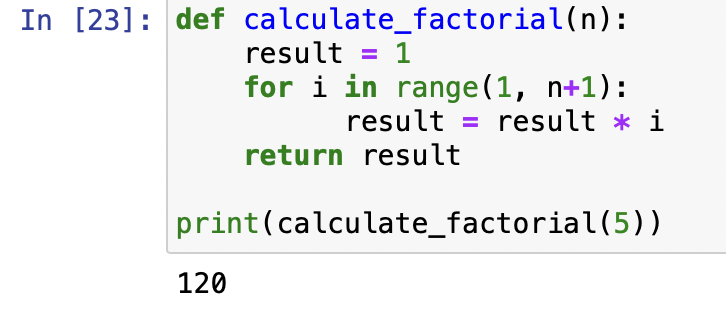 In [23]: def calculate_factorial(n):
    result = 1
    for i in range(1, n+1):
          result = result * i
    return result

print(calculate_factorial(5))
120